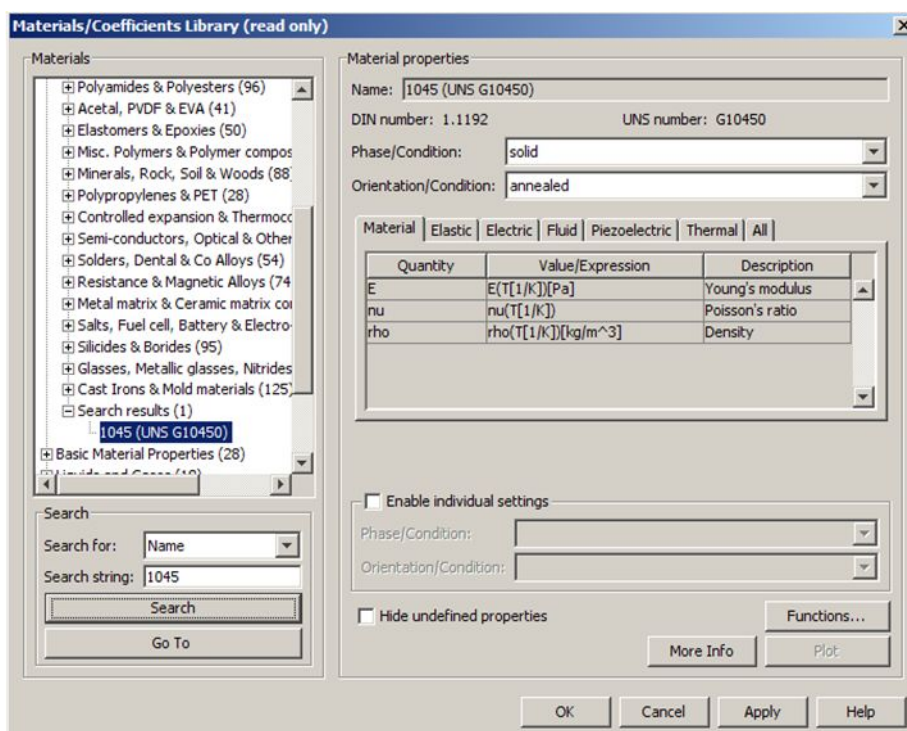 Materials/Coefficients Library (read only)
Materials
Polyamides & Polyesters (96)
Acetal, PVDF & EVA (41)
Elastomers & Epoxies (50)
Misc. Polymers & Polymer compos
Minerals, Rock, Soil & Woods (88)
Polypropylenes & PET (28)
Controlled expansion & Thermoco
Semi-conductors, Optical & Other
Solders, Dental & Co Alloys (54)
Resistance & Magnetic Alloys (74
Metal matrix & Ceramic matrix co
Salts, Fuel cell, Battery & Electro-
Silicides & Borides (95)
Glasses, Metallic glasses, Nitrides
Cast Irons & Mold materials (125)
Search results (1)
1045 (UNS G10450)
Basic Material Properties (28)
Liquids and Gases
Search
Search for: Name
Search string: 1045
Search
Go To
Material properties
Name: 1045 (UNS G10450)
DIN number: 1.1192 UNS number: G10450
Phase/Condition: solid
Orientation/Condition: annealed
Material Elastic Electric Fluid Piezoelectric Thermal All
Quantity Value/Expression Description
E E(T[1/K])[Pa] Young's modulus
nu nu(T[1/K]) Poisson's ratio
rho rho(T[1/K])[kg/m^3] Density
Enable individual settings
Phase/Condition:
Orientation/Condition:
Hide undefined properties
Functions...
More Info Plot
OK Cancel Apply Help